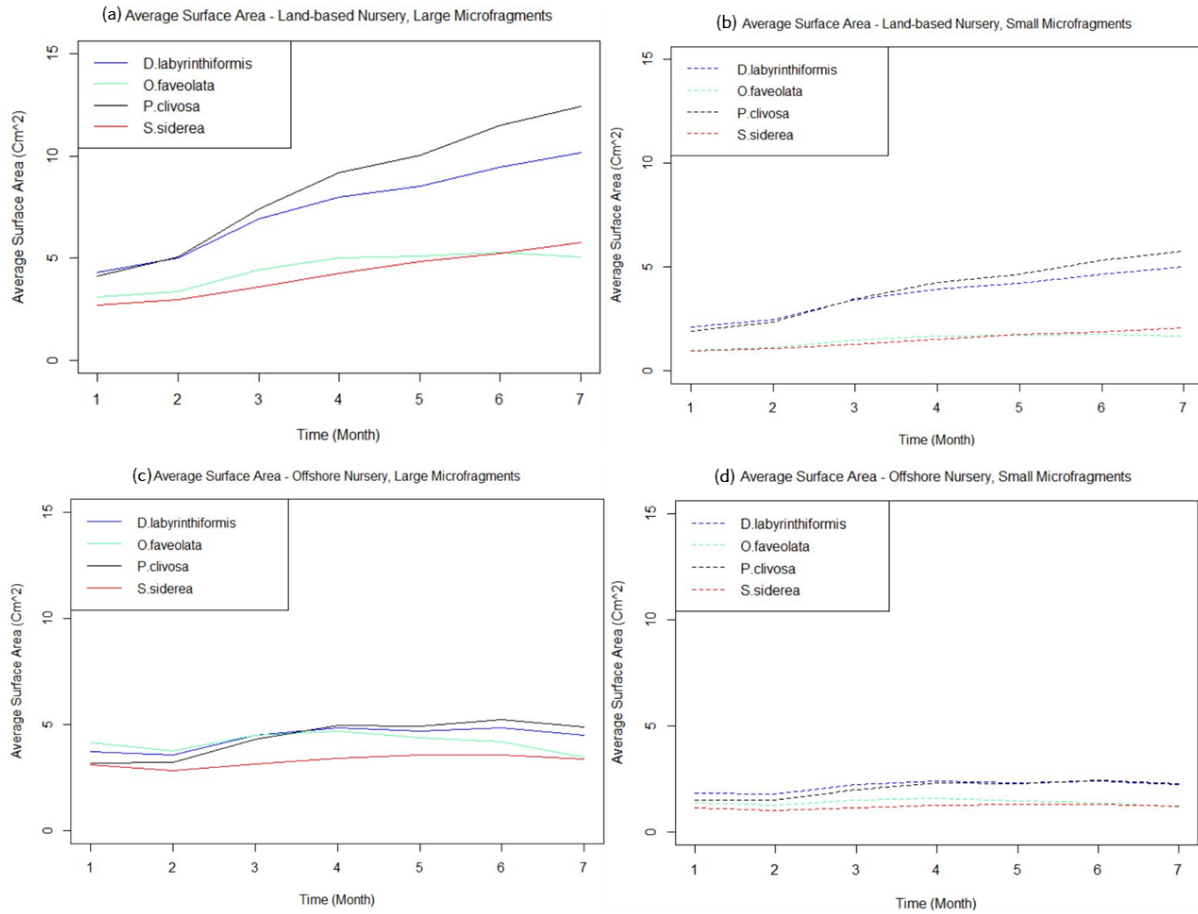 (a) Average Surface Area - Land-based Nursery, Large Microfragments
D.labyrinthiformis
O.faveolata
P.clivosa
S.siderea
Average Surface Area (Cm^2)
15
10
5
0
1 2 3 4 5 6 7
Time (Month)
(b) Average Surface Area - Land-based Nursery, Small Microfragments
D.labyrinthiformis
O.faveolata
P.clivosa
S.siderea
Average Surface Area (Cm^2)
15
10
5
0
1 2 3 4 5 6 7
Time (Month)
(c) Average Surface Area - Offshore Nursery, Large Microfragments
D.labyrinthiformis
O.faveolata
P.clivosa
S.siderea
Average Surface Area (Cm^2)
15
10
5
0
1 2 3 4 5 6 7
Time (Month)
(d) Average Surface Area - Offshore Nursery, Small Microfragments
D.labyrinthiformis
O.faveolata
P.clivosa
S.siderea
Average Surface Area (Cm^2)
15
10
5
0
1 2 3 4 5 6 7
Time (Month)